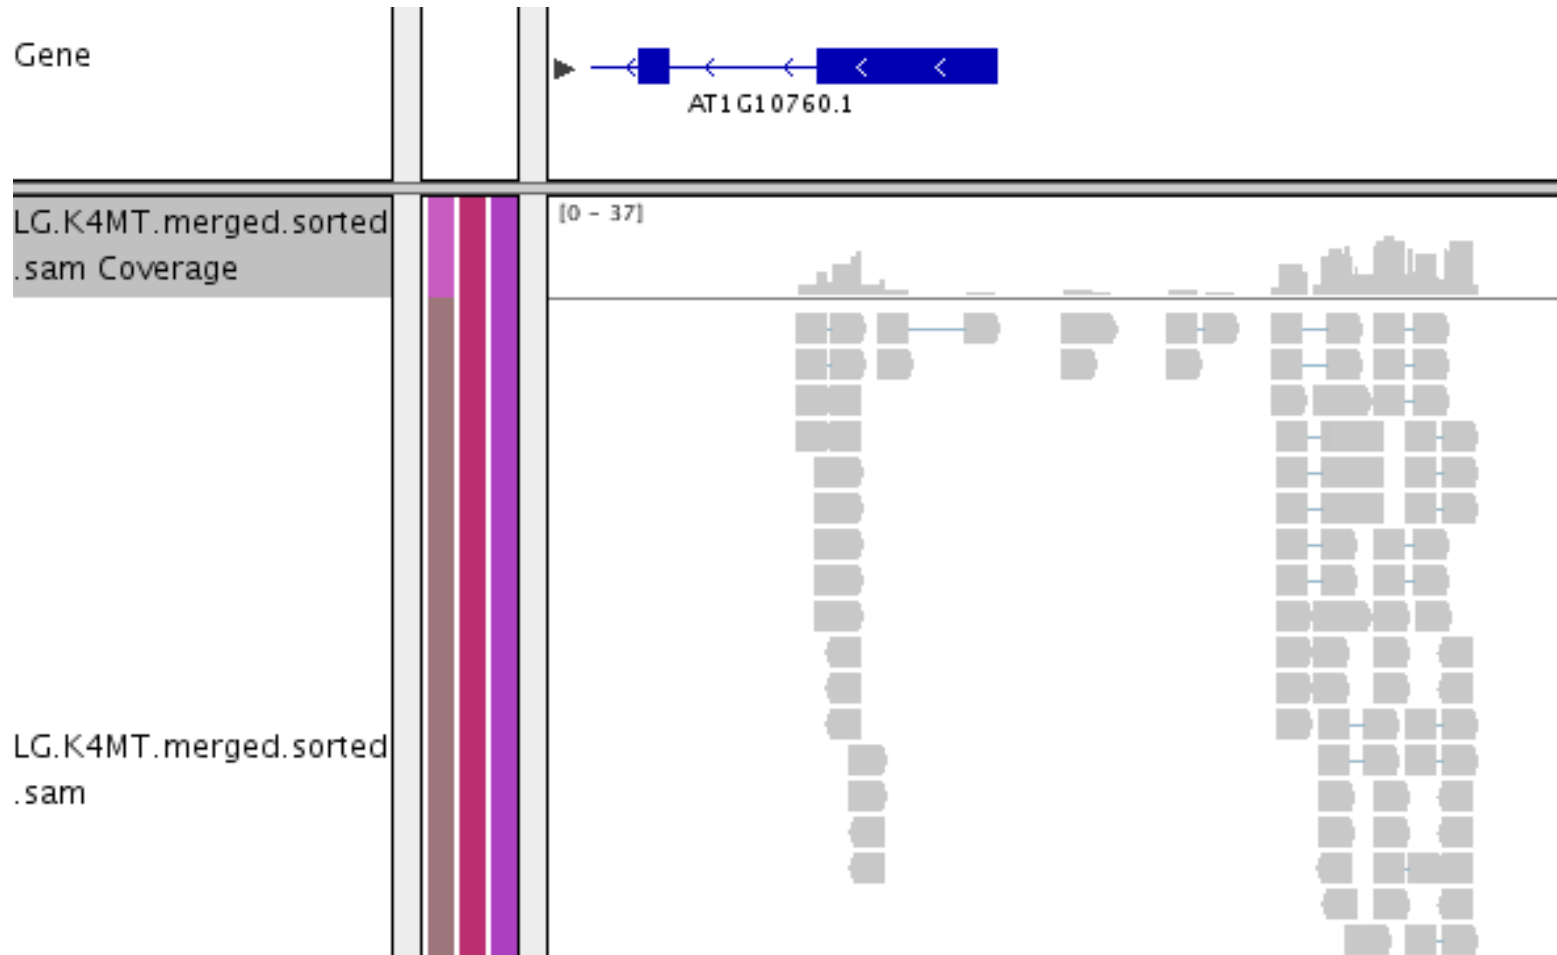 Gene
AT1G10760.1
LG.K4MT.merged.sorted
.sam Coverage
[0 - 37]
LG.K4MT.merged.sorted
.sam